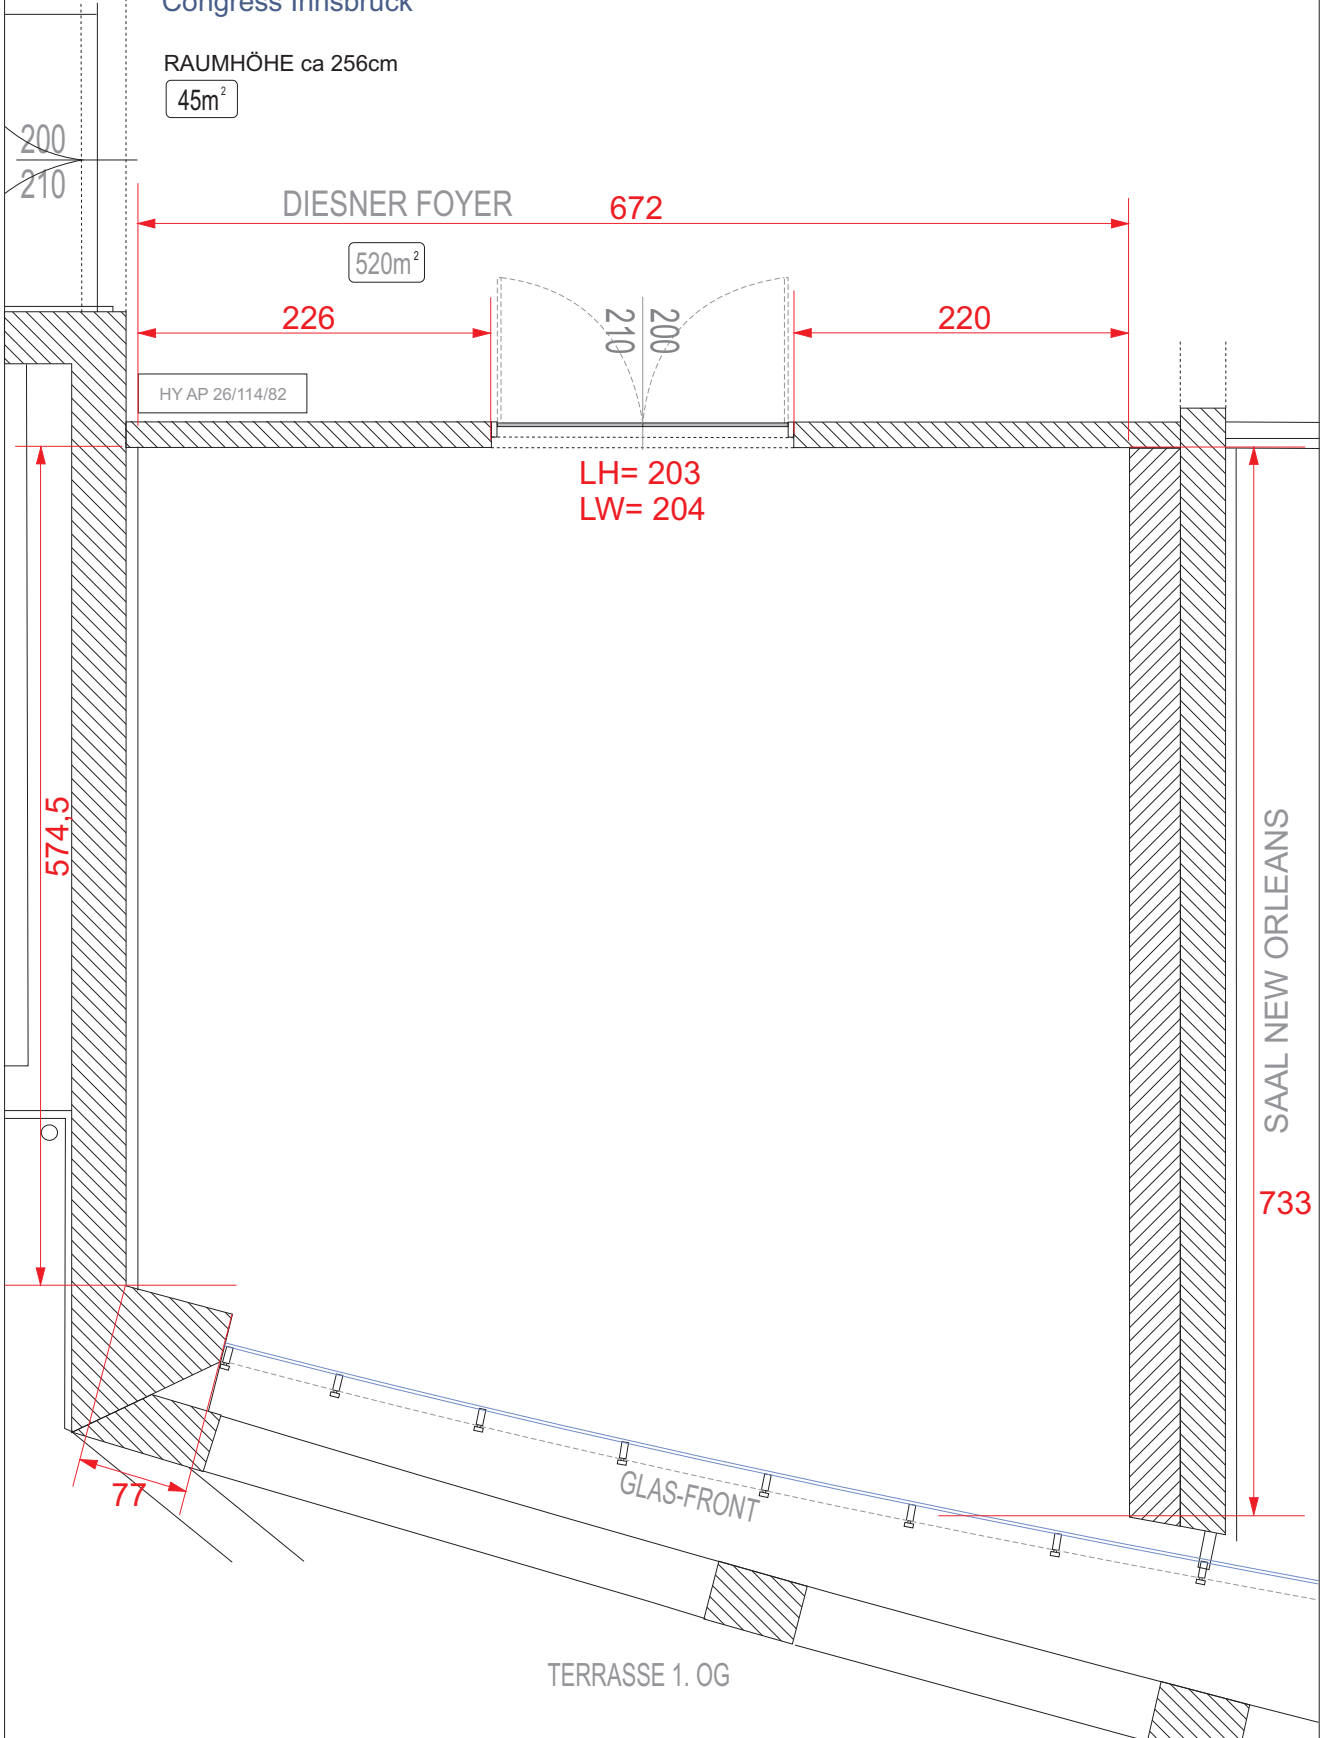 Congress Innsbruck
RAUMHÖHE ca 256cm
45m²
200
210
DIESNER FOYER
672
520m²
226
210
200
220
HY AP 26/114/82
LH= 203
LW= 204
574,5
SAAL NEW ORLEANS
733
77
GLAS-FRONT
TERRASSE 1. OG